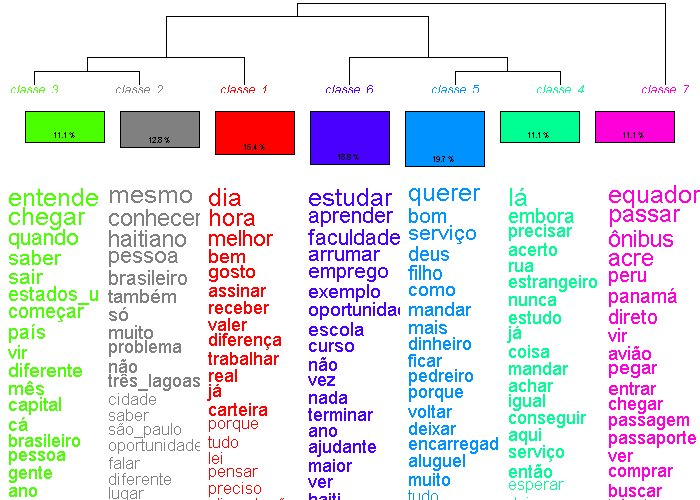 classe 3
classe 2
classe 1
classe 6
classe 5
classe 4
classe 7
11.1 %
12.8 %
15.4 %
18.8 %
19.7 %
11.1 %
11.1 %
entende
chegar
quando
saber
sair
estados_u
começar
país
vir
diferente
mês
capital
cá
brasileiro
pessoa
gente
ano
mesmo
conhecer
haitiano
pessoa
brasileiro
também
só
muito
problema
não
três_lagoas
cidade
saber
são_paulo
oportunidade
falar
diferente
lugar
dia
hora
melhor
bem
gosto
assinar
receber
valer
diferença
trabalhar
real
já
carteira
porque
tudo
lei
pensar
preciso
estudar
aprender
faculdade
arrumar
emprego
exemplo
oportunidad
escola
curso
não
vez
nada
terminar
ano
ajudante
maior
ver
haiti
querer
bom
serviço
deus
filho
como
mandar
mais
dinheiro
ficar
pedreiro
porque
voltar
deixar
encarregad
aluguel
muito
tudo
lá
embora
precisar
acerto
rua
estrangeiro
nunca
estudo
já
coisa
mandar
achar
igual
conseguir
aqui
serviço
então
esperar
equador
passar
ônibus
acre
peru
panamá
direto
vir
avião
pegar
entrar
chegar
passagem
passaporte
ver
comprar
buscar